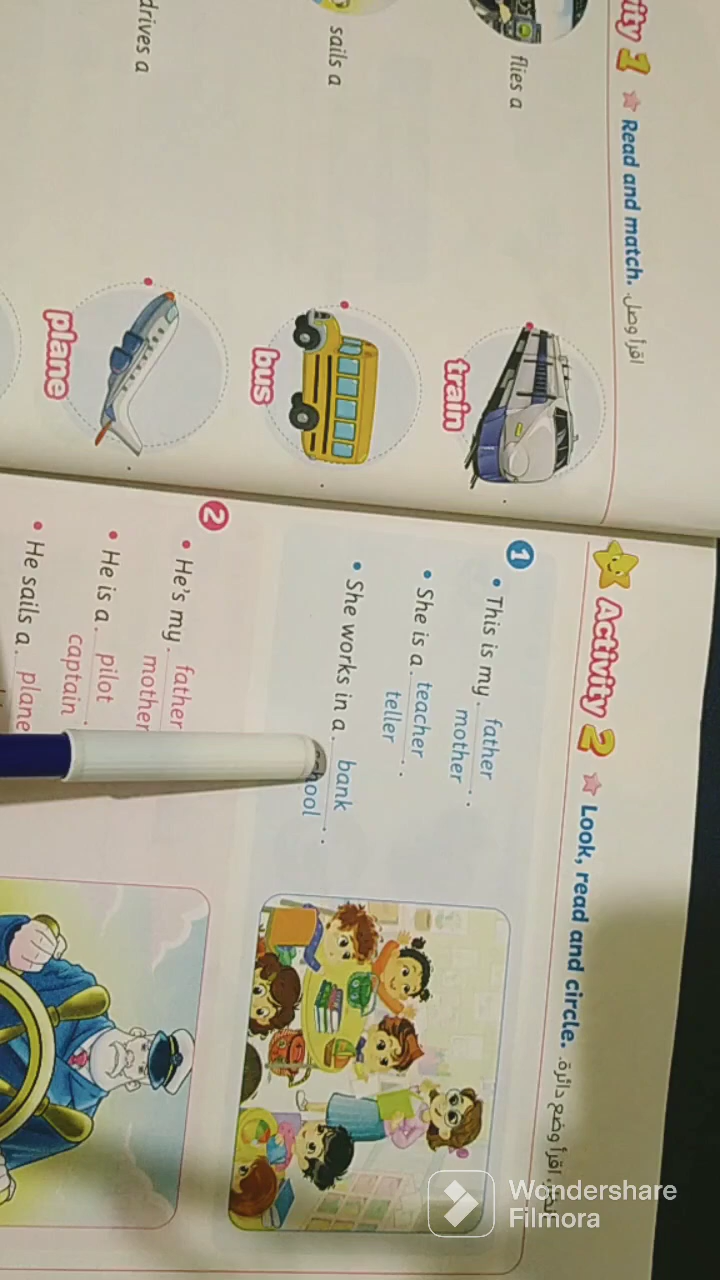 1 ★ Read and match. اقرأ وصل.
flies a
train
sails a
bus
drives a
plane
Activity 2 ★ Look, read and circle. اقرأ وضع دائرة.
1
• This is my father .
mother
• She is a teacher .
teller
• She works in a bank .
2
• He's my father
mother
• He is a pilot .
captain
• He sails a plane
Wondershare
Filmora